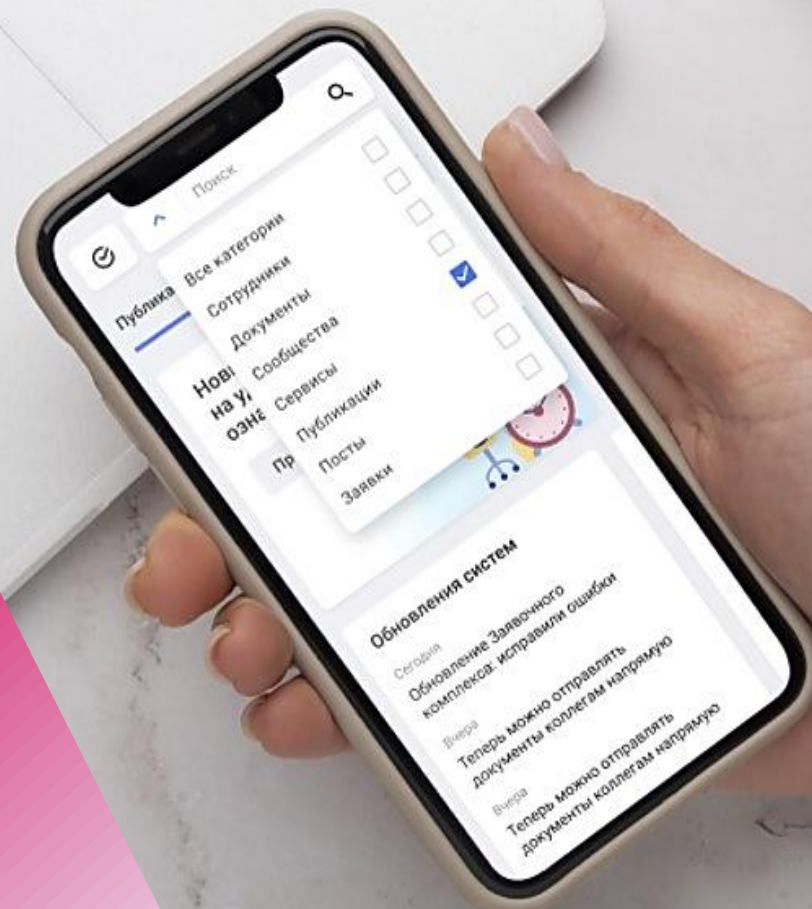 Поиск
Все категории
Сотрудники
Документы
Сообщества
Сервисы
Публикации
Посты
Заявки
Публика
Новы
на у
озна
Пр
Обновления систем
Сегодня
Обновление Заявочного
комплекса: исправили ошибки
Вчера
Теперь можно отправлять
документы коллегам напрямую
Вчера
Теперь можно отправлять
документы коллегам напрямую